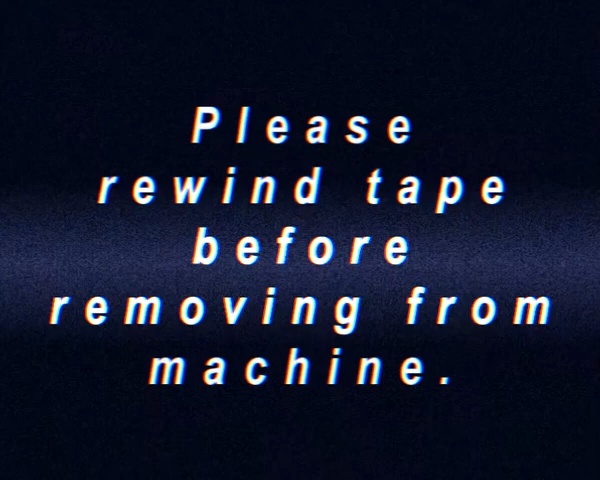 Please
rewind tape
before
removing from
machine.